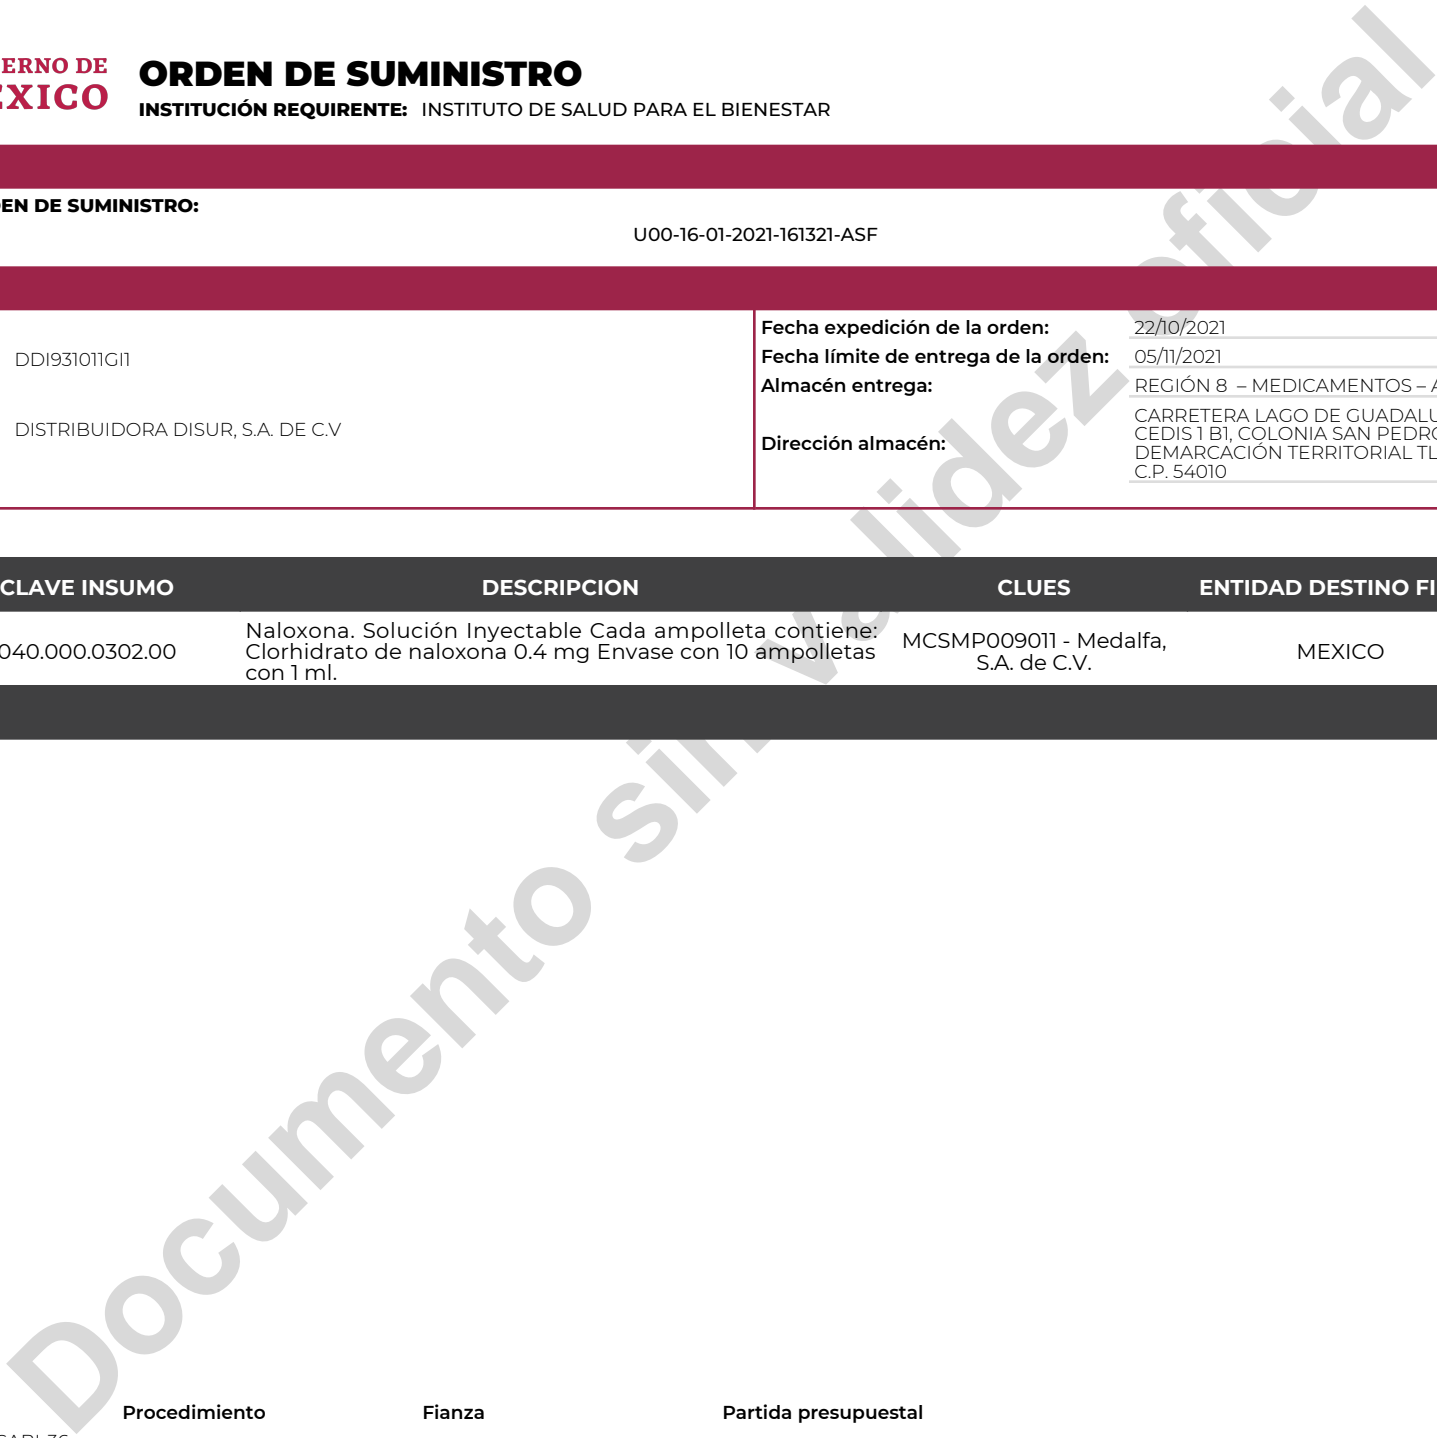 ERNO DE
EXICO
ORDEN DE SUMINISTRO
INSTITUCIÓN REQUIRENTE: INSTITUTO DE SALUD PARA EL BIENESTAR
EN DE SUMINISTRO:
U00-16-01-2021-161321-ASF
DDI931011GI1
DISTRIBUIDORA DISUR, S.A. DE C.V
Fecha expedición de la orden: 22/10/2021
Fecha límite de entrega de la orden: 05/11/2021
Almacén entrega: REGIÓN 8 – MEDICAMENTOS – A
Dirección almacén:
CARRETERA LAGO DE GUADALU
CEDIS 1 B1, COLONIA SAN PEDRO
DEMARCACIÓN TERRITORIAL TL
C.P. 54010
CLAVE INSUMO DESCRIPCION CLUES ENTIDAD DESTINO FI
040.000.0302.00
Naloxona. Solución Inyectable Cada ampolleta contiene:
Clorhidrato de naloxona 0.4 mg Envase con 10 ampolletas
con 1 ml.
MCSMP009011 - Medalfa,
S.A. de C.V.
MEXICO
Documento sin validez oficial
Procedimiento Fianza Partida presupuestal